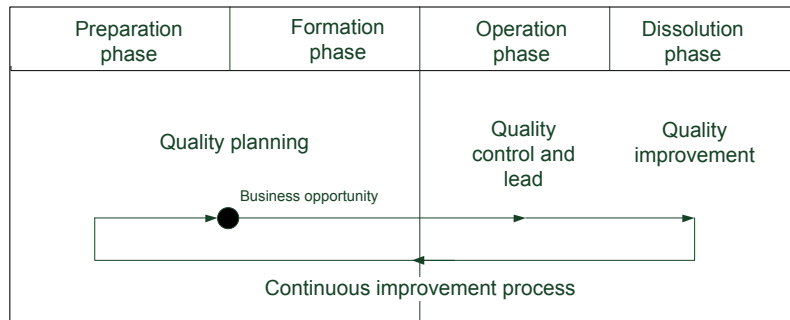 Preparation phase
Formation phase
Operation phase
Dissolution phase
Quality planning
Quality control and lead
Quality improvement
Business opportunity
Continuous improvement process